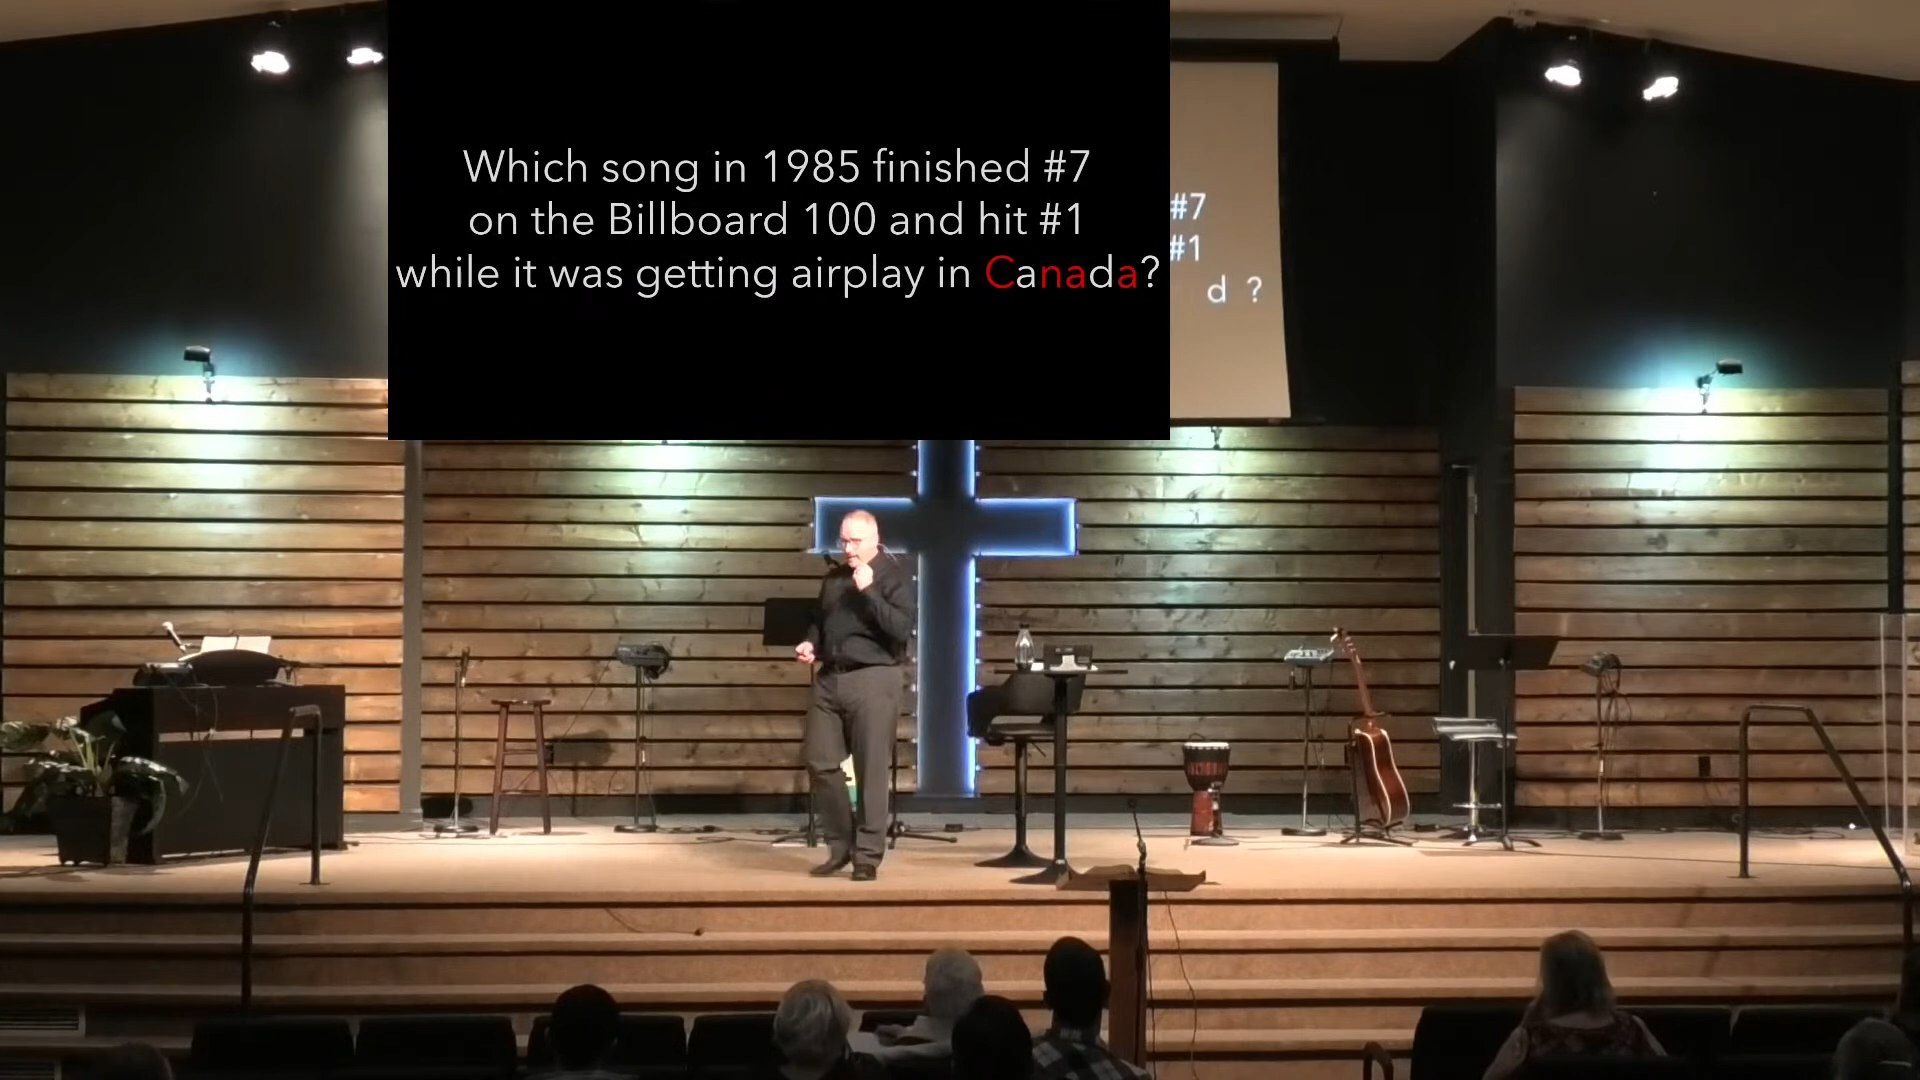 Which song in 1985 finished #7
on the Billboard 100 and hit #1
while it was getting airplay in Canada?
#7
#1
d ?